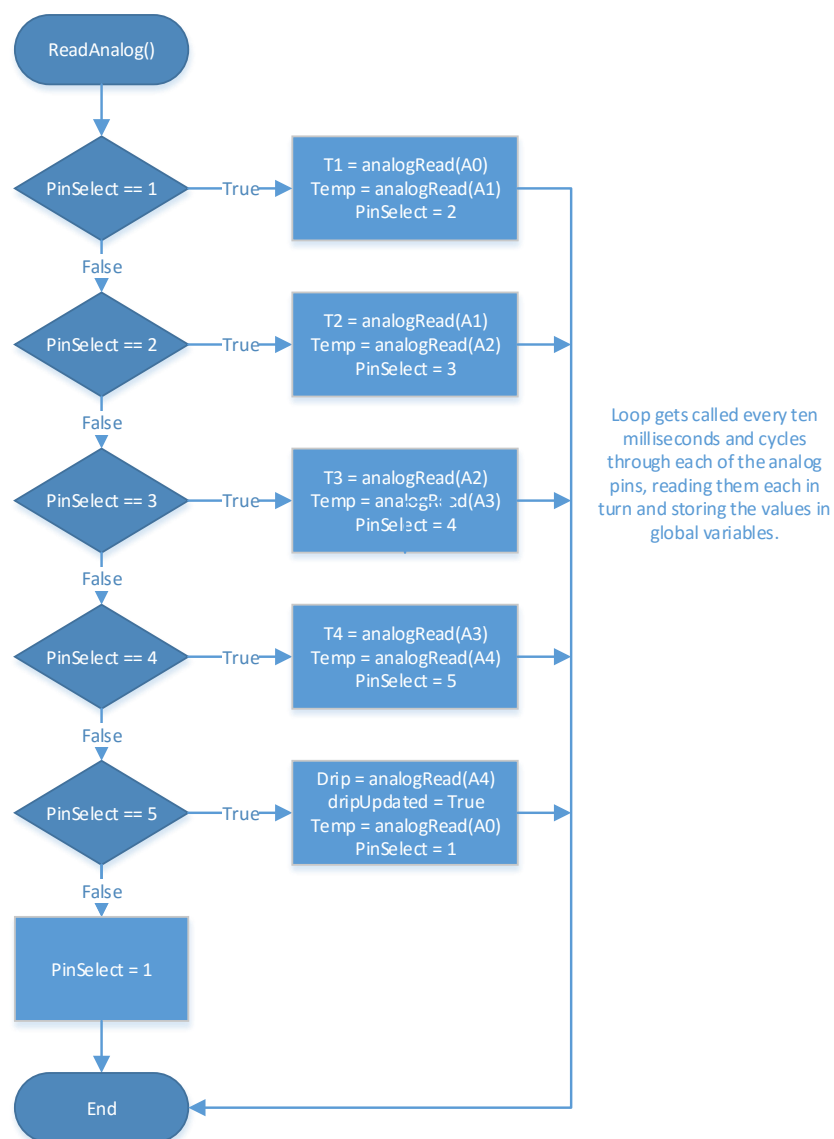 ReadAnalog()
PinSelect == 1
True
T1 = analogRead(A0)
Temp = analogRead(A1)
PinSelect = 2
False
PinSelect == 2
True
T2 = analogRead(A1)
Temp = analogRead(A2)
PinSelect = 3
False
PinSelect == 3
True
T3 = analogRead(A2)
Temp = analogRead(A3)
PinSelect = 4
False
PinSelect == 4
True
T4 = analogRead(A3)
Temp = analogRead(A4)
PinSelect = 5
False
PinSelect == 5
True
Drip = analogRead(A4)
dripUpdated = True
Temp = analogRead(A0)
PinSelect = 1
False
PinSelect = 1
End
Loop gets called every ten
milliseconds and cycles
through each of the analog
pins, reading them each in
turn and storing the values in
global variables.